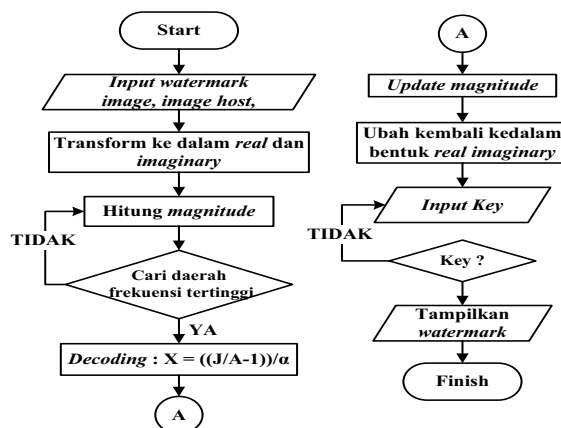 Start
Input watermark
image, image host,
Transform ke dalam real dan
imaginary
Hitung magnitude
TIDAK
Cari daerah
frekuensi tertinggi
YA
Decoding : X = ((J/A-1))/α
A
A
Update magnitude
Ubah kembali kedalam
bentuk real imaginary
Input Key
TIDAK
Key ?
Tampilkan
watermark
Finish